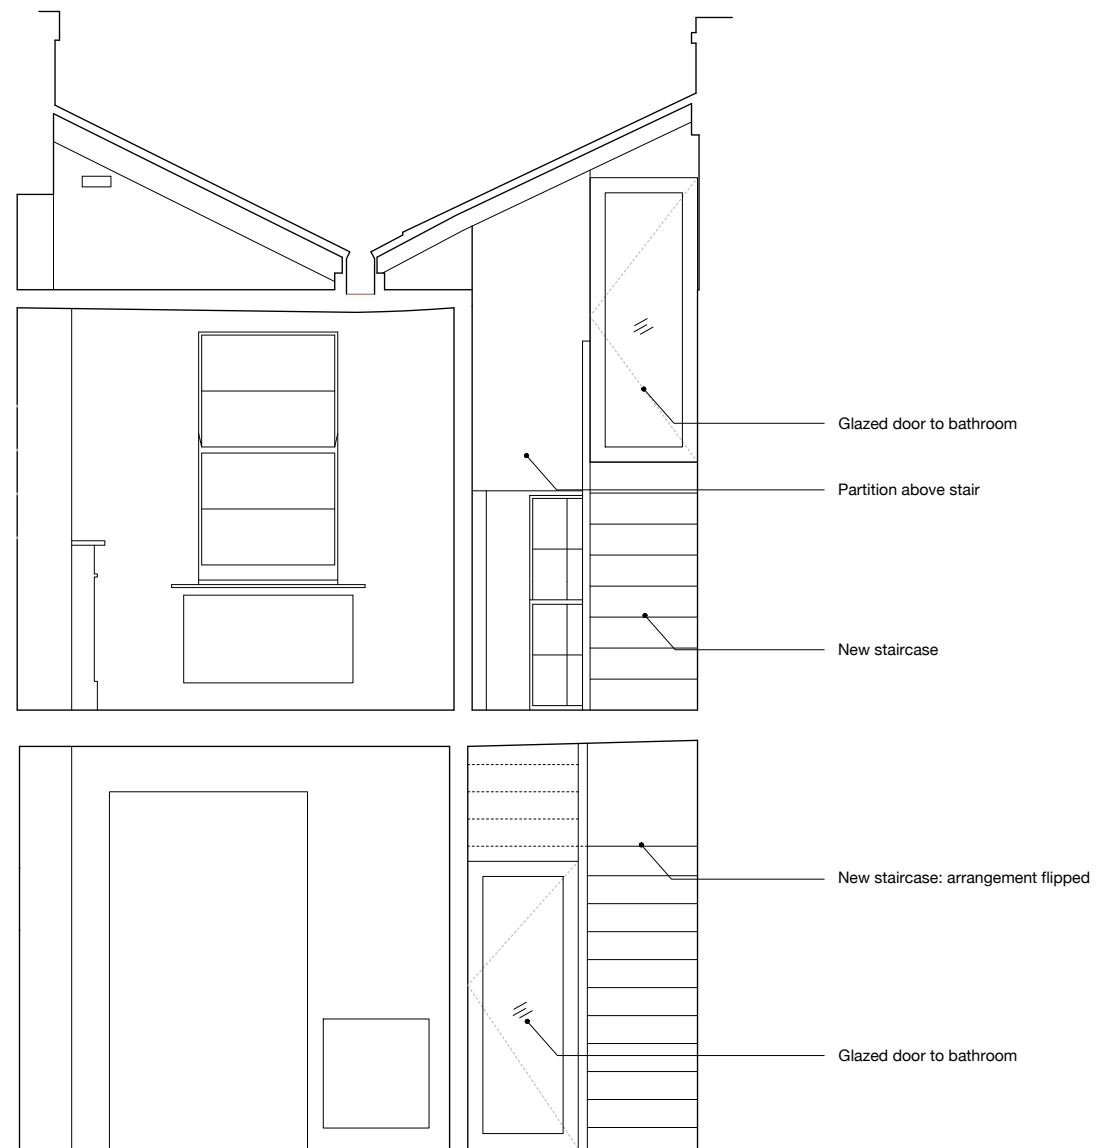 Glazed door to bathroom
Partition above stair
New staircase
New staircase: arrangement flipped
Glazed door to bathroom